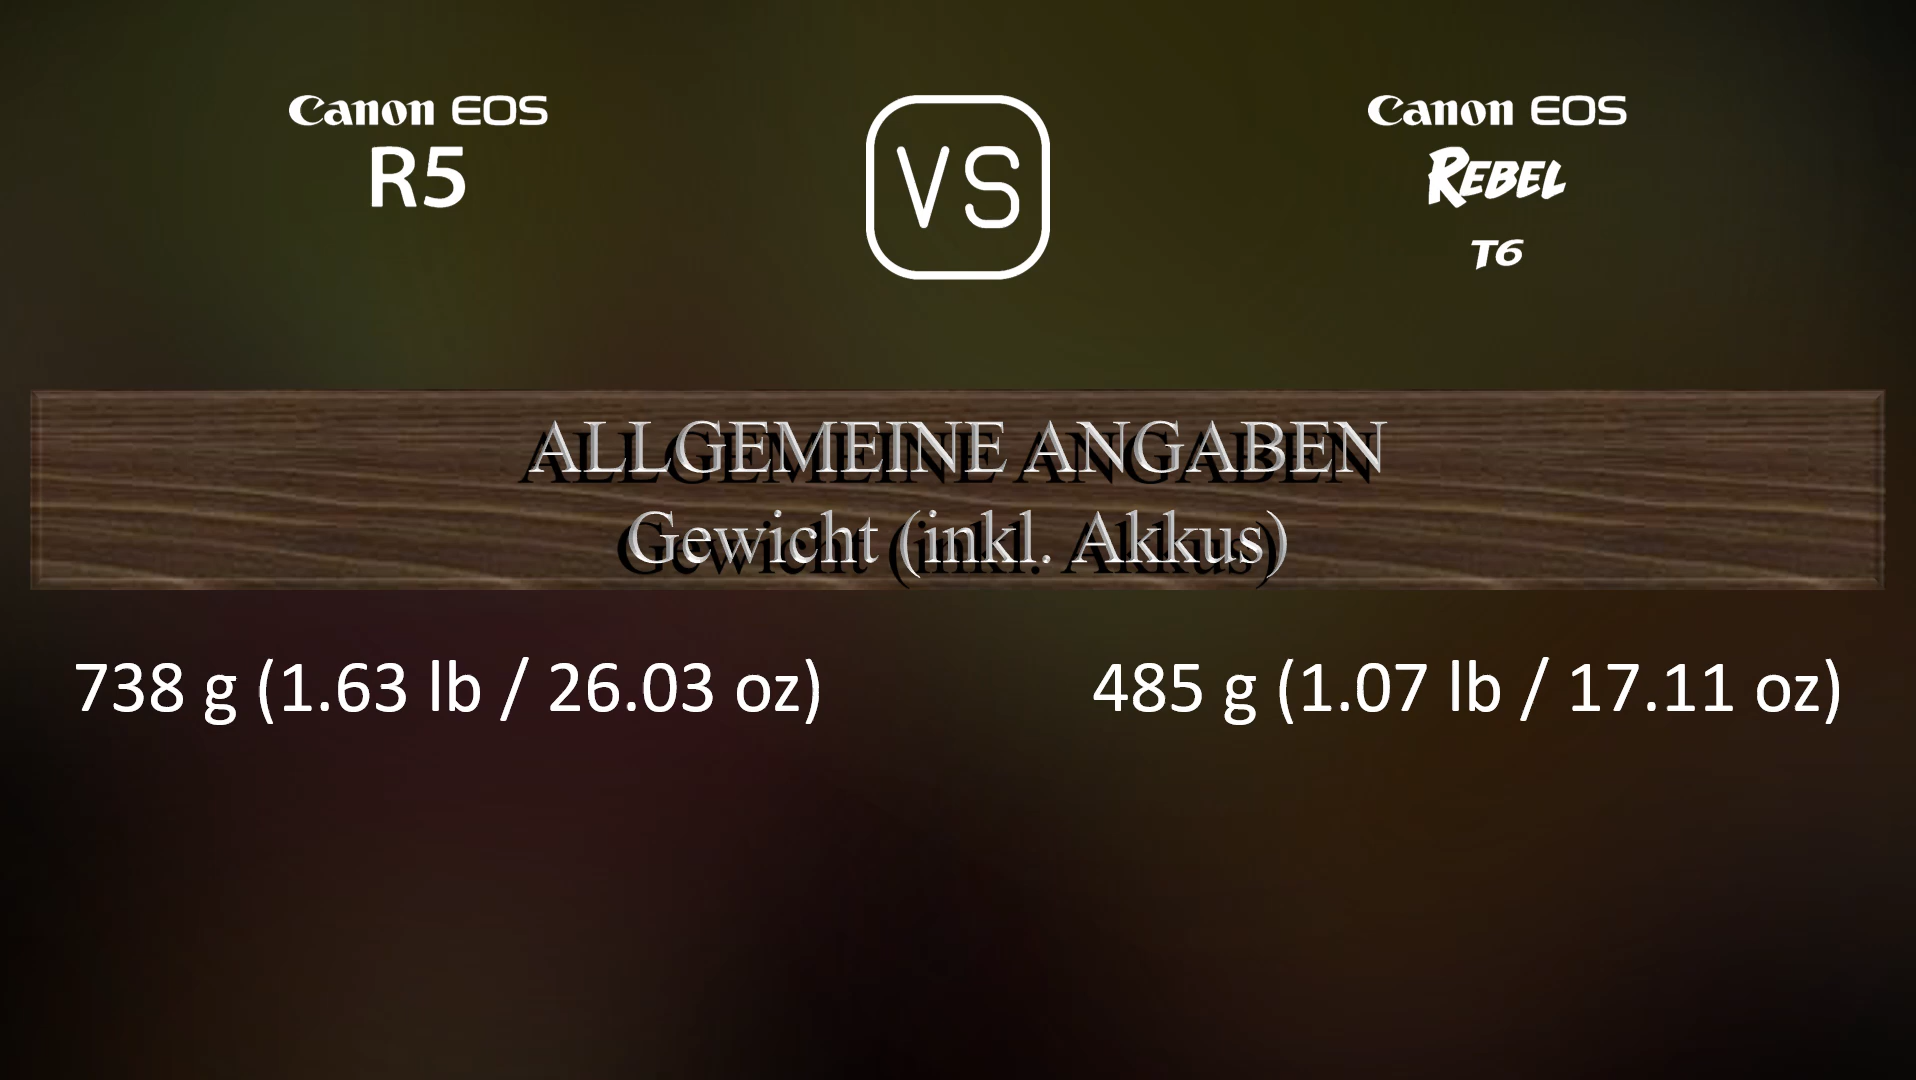 Canon EOS
R5
VS
Canon EOS
REBEL
T6
ALLGEMEINE ANGABEN
Gewicht (inkl. Akkus)
738 g (1.63 lb / 26.03 oz)
485 g (1.07 lb / 17.11 oz)